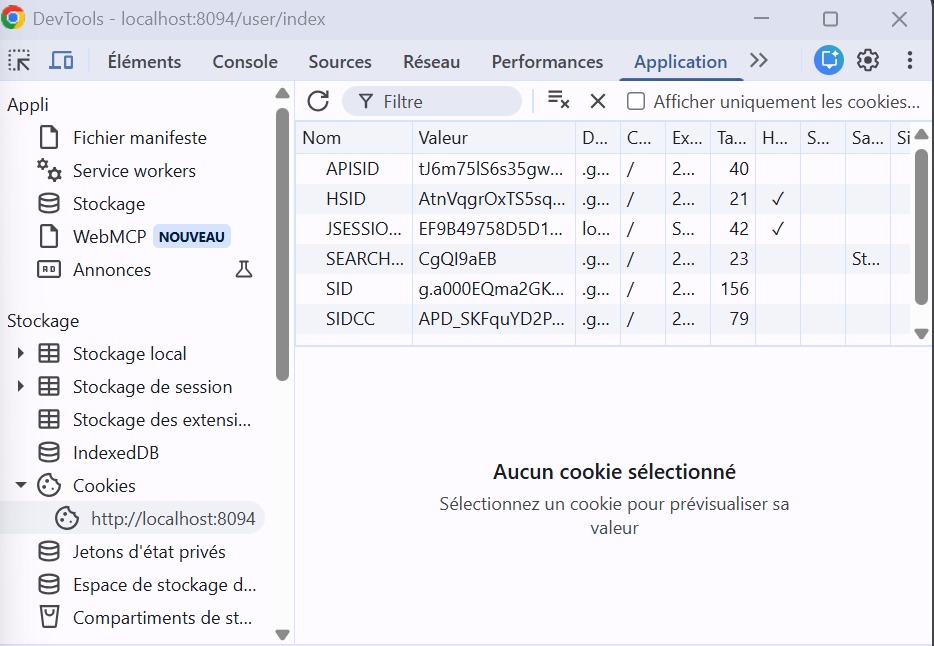 DevTools - localhost:8094/user/index
Éléments Console Sources Réseau Performances Application
Appli
Fichier manifeste
Service workers
Stockage
WebMCP NOUVEAU
Annonces
Stockage
Stockage local
Stockage de session
Stockage des extensi...
IndexedDB
Cookies
http://localhost:8094
Jetons d'état privés
Espace de stockage d...
Compartiments de st...
Filtre Afficher uniquement les cookies...
Nom Valeur D... C... Ex... Ta... H... S... Sa... Si
APISID tJ6m75lS6s35gw... .g... / 2... 40
HSID AtnVqgrOxTS5sq... .g... / 2... 21 ✓
JSESSIO... EF9B49758D5D1... lo... / S... 42 ✓
SEARCH... CgQI9aEB .g... / 2... 23 St...
SID g.a000EQma2GK... .g... / 2... 156
SIDCC APD_SKFquYD2P... .g... / 2... 79
Aucun cookie sélectionné
Sélectionnez un cookie pour prévisualiser sa
valeur